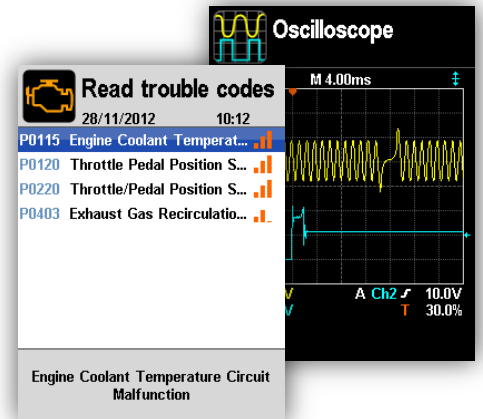 Oscilloscope
M 4.00ms
Read trouble codes
28/11/2012 10:12
P0115 Engine Coolant Temperat...
P0120 Throttle Pedal Position S...
P0220 Throttle/Pedal Position S...
P0403 Exhaust Gas Recirculatio...
V A Ch2 10.0V
V T 30.0%
Engine Coolant Temperature Circuit
Malfunction